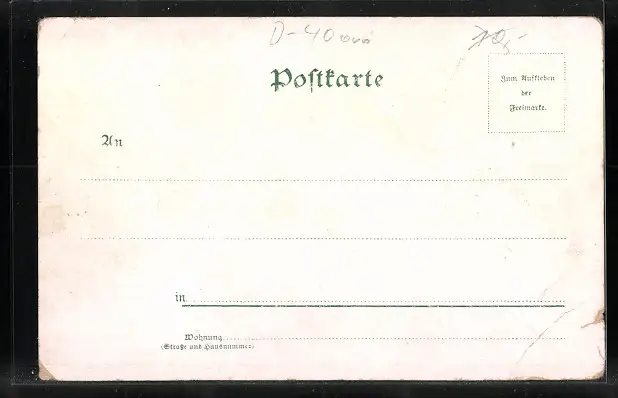 D-40000
Postkarte
Zum Aufkleben
der
Freimarke.
An
in
Wohnung
(Straße und Hausnummer)